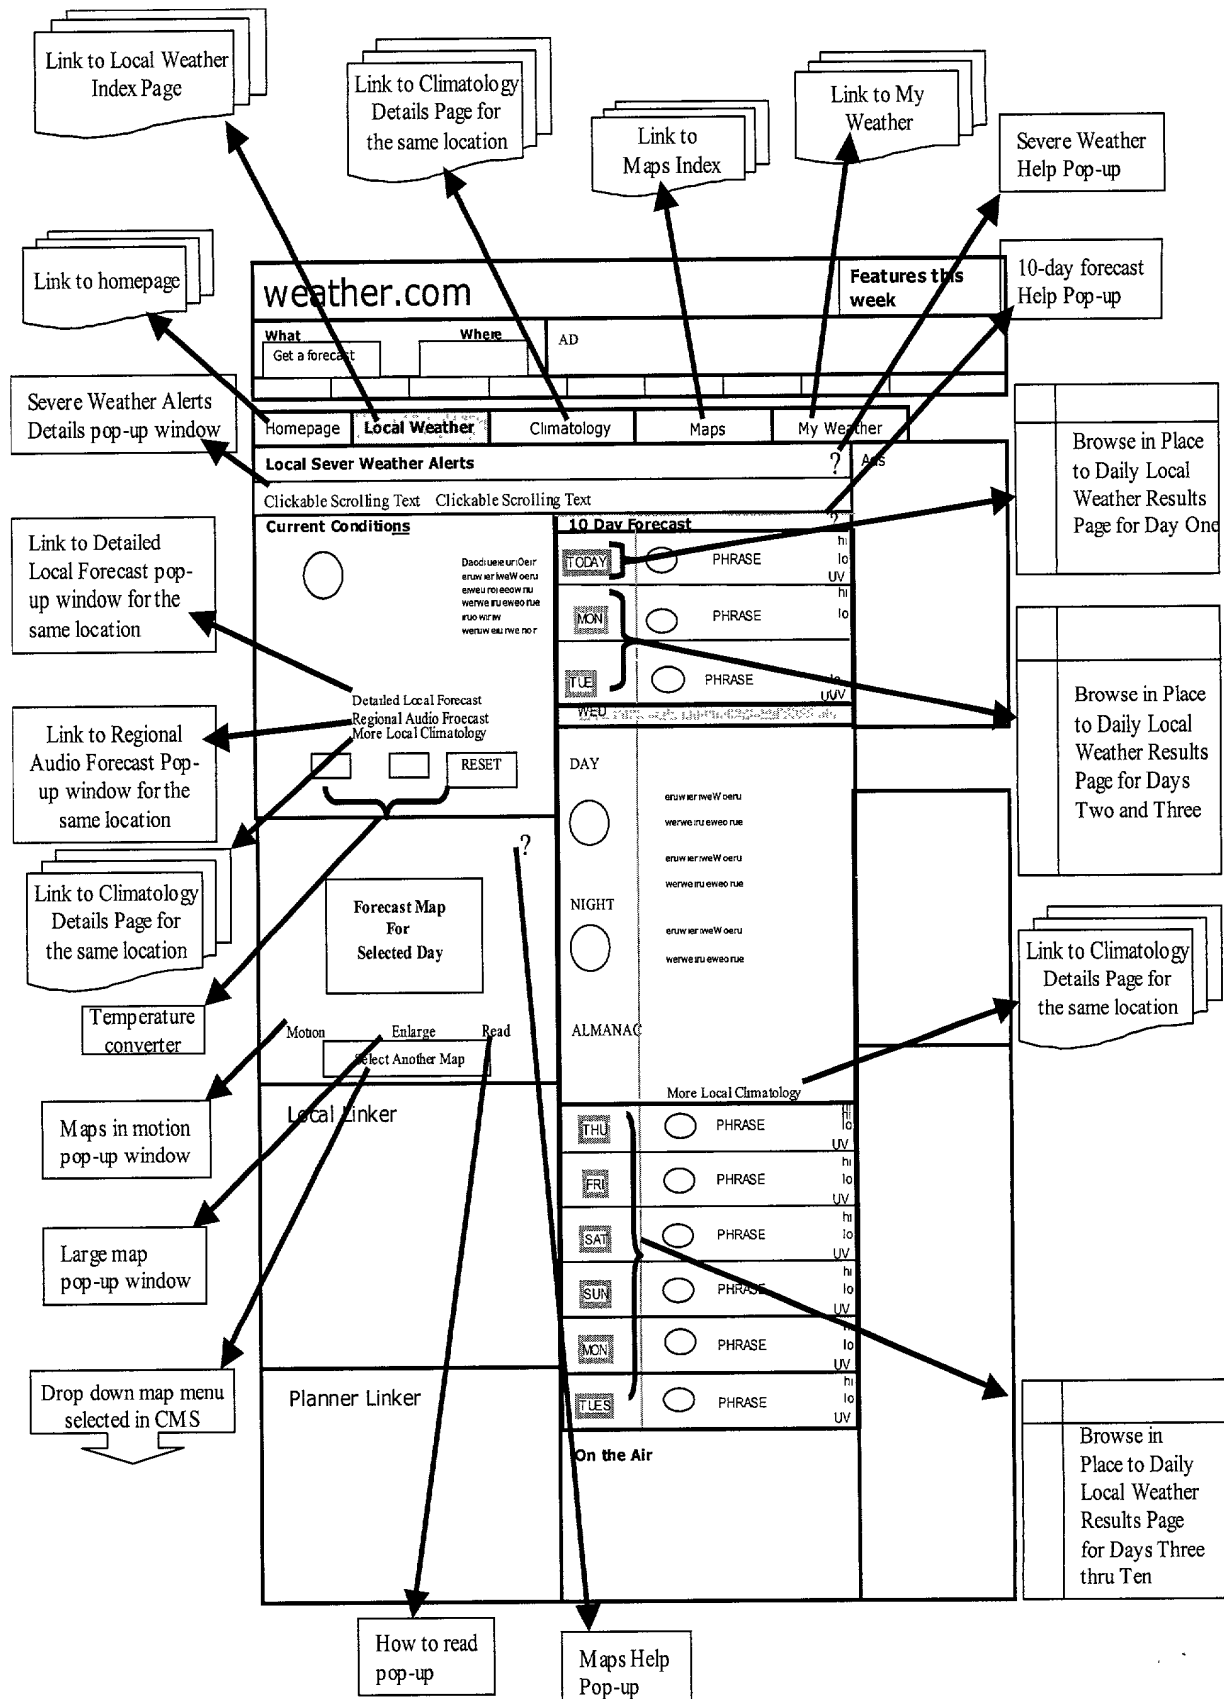 Link to Local Weather
Index Page
Link to Climatology
Details Page for
the same location
Link to
Maps Index
Link to My
Weather
Severe Weather
Help Pop-up
Link to homepage
10-day forecast
Help Pop-up
weather.com
Features this
week
What
Where
AD
Get a forecast
Severe Weather Alerts
Details pop-up window
Homepage
Local Weather
Climatology
Maps
My Weather
Local Sever Weather Alerts
?
Ads
Clickable Scrolling Text Clickable Scrolling Text
Browse in Place
to Daily Local
Weather Results
Page for Day One
Current Conditions
10 Day Forecast
?
Link to Detailed
Local Forecast pop-
up window for the
same location
TODAY
PHRASE
hi
lo
UV
MON
PHRASE
hi
lo
TUE
PHRASE
lo
UVV
WED
Browse in Place
to Daily Local
Weather Results
Page for Days
Two and Three
Detailed Local Forecast
Regional Audio Froecast
More Local Climatology
RESET
Link to Regional
Audio Forecast Pop-
up window for the
same location
DAY
?
Link to Climatology
Details Page for
the same location
Forecast Map
For
Selected Day
NIGHT
Link to Climatology
Details Page for
the same location
Temperature
converter
Motion
Enlarge
Read
Select Another Map
ALMANAC
More Local Climatology
Maps in motion
pop-up window
Local Linker
THU
PHRASE
hi
lo
UV
FRI
PHRASE
hi
lo
UV
SAT
PHRASE
hi
lo
UV
Large map
pop-up window
SUN
PHRASE
hi
lo
UV
MON
PHRASE
hi
lo
UV
Drop down map menu
selected in CMS
Planner Linker
TUES
PHRASE
hi
lo
UV
On the Air
Browse in
Place to Daily
Local Weather
Results Page
for Days Three
thru Ten
How to read
pop-up
Maps Help
Pop-up